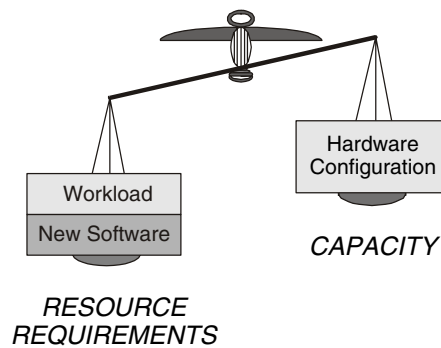 Hardware
Configuration
Workload
New Software
CAPACITY
RESOURCE
REQUIREMENTS